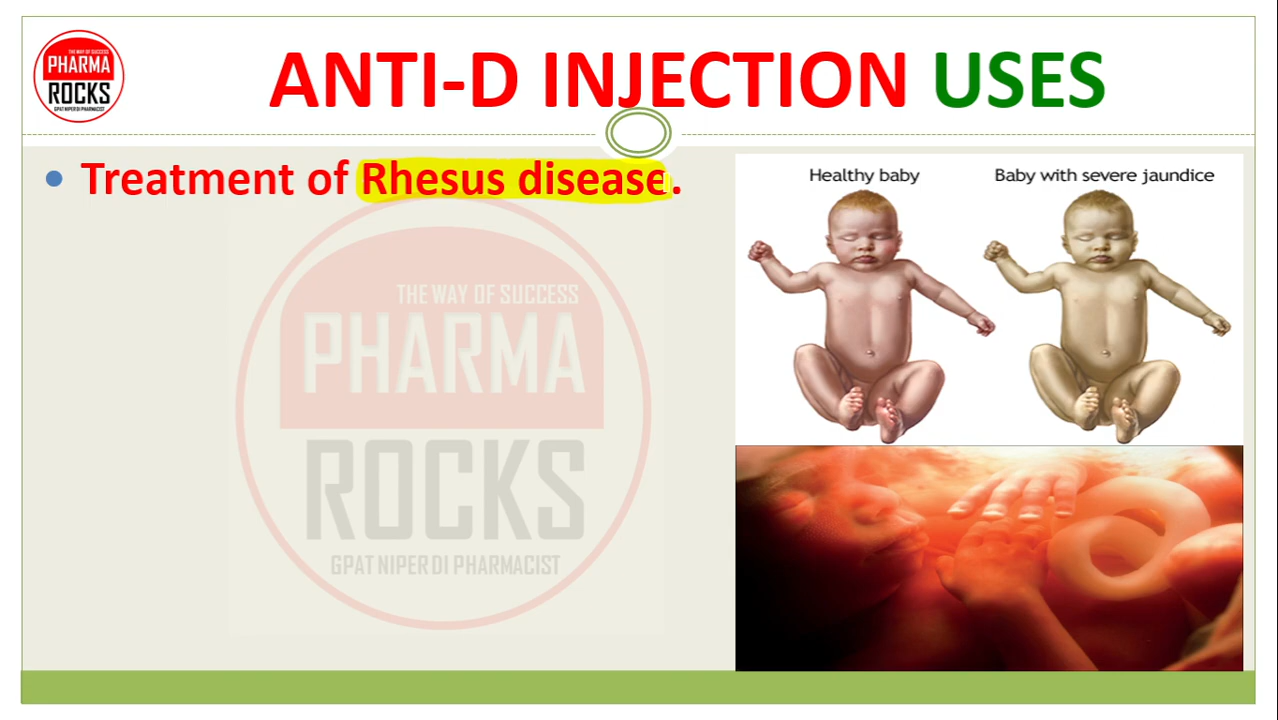 THE WAY OF SUCCESS
PHARMA
ROCKS
GPAT NIPER DI PHARMACIST
ANTI-D INJECTION USES
• Treatment of Rhesus disease.
Healthy baby
Baby with severe jaundice
THE WAY OF SUCCESS
PHARMA
ROCKS
GPAT NIPER DI PHARMACIST